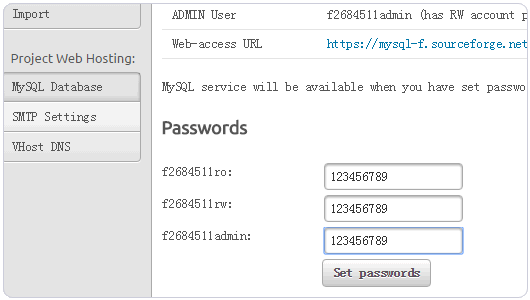 Import
Project Web Hosting:
MySQL Database
SMTP Settings
VHost DNS
ADMIN User f2684511admin (has RW account p
Web-access URL https://mysql-f.sourceforge.net
MySQL service will be available when you have set passwo
Passwords
f2684511ro: 123456789
f2684511rw: 123456789
f2684511admin: 123456789
Set passwords